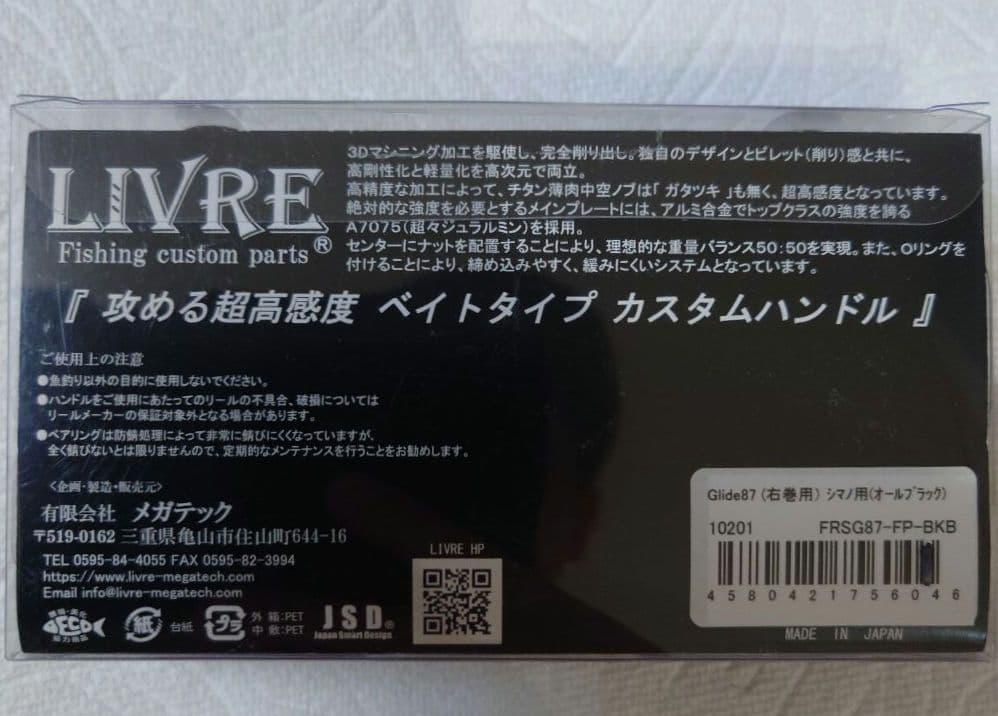 LIVRE
Fishing custom parts®
3Dマシニング加工を駆使し、完全削り出し。独自のデザインとビレット(削り)感と共に、
高剛性化と軽量化を高次元で両立。
高精度な加工によって、チタン薄肉中空ノブは「ガタツキ」も無く、超高感度となっています。
絶対的な強度を必要とするメインプレートには、アルミ合金でトップクラスの強度を誇る
A7075(超々ジュラルミン)を採用。
センターにナットを配置することにより、理想的な重量バランス50:50を実現。また、Oリングを
付けることにより、締め込みやすく、緩みにくいシステムとなっています。
『 攻める超高感度 ベイトタイプ カスタムハンドル 』
ご使用上の注意
●魚釣り以外の目的に使用しないでください。
●ハンドルをご使用にあたってのリールの不具合、破損については
リールメーカーの保証対象外となる場合があります。
●ベアリングは防錆処理によって非常に錆びにくくなっていますが、
全く錆びないとは限りませんので、定期的なメンテナンスを行うことをお勧めします。
〈企画・製造・販売元〉
有限会社 メガテック
〒519-0162 三重県亀山市住山町644-16
TEL 0595-84-4055 FAX 0595-82-3994
https://www.livre-megatech.com
Email info@livre-megatech.com
ECO
紙 台紙
プラ 外 箱:PET
中 敷:PET
JSD®
Japan Smart Design
LIVRE HP
Glide87 (右巻用) ｼﾏﾉ用(ｵｰﾙﾌﾞﾗｯｸ)
10201 FRSG87-FP-BKB
4580421756046
MADE IN JAPAN